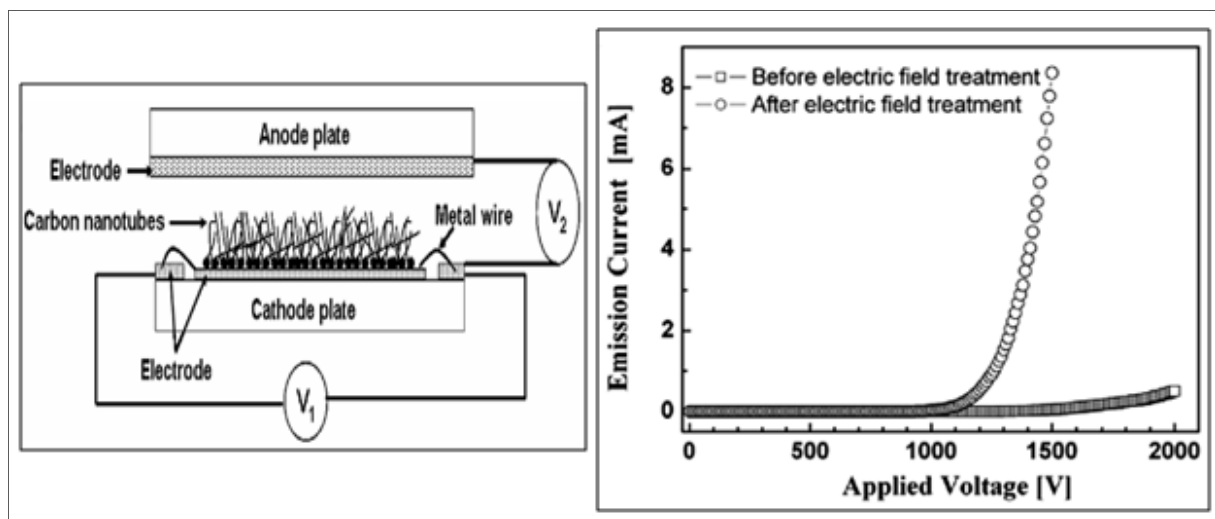 Anode plate
Electrode
Carbon nanotubes
Metal wire
V₂
Cathode plate
Electrode
V₁
Before electric field treatment
After electric field treatment
Emission Current [mA]
8
6
4
2
0
0 500 1000 1500 2000
Applied Voltage [V]